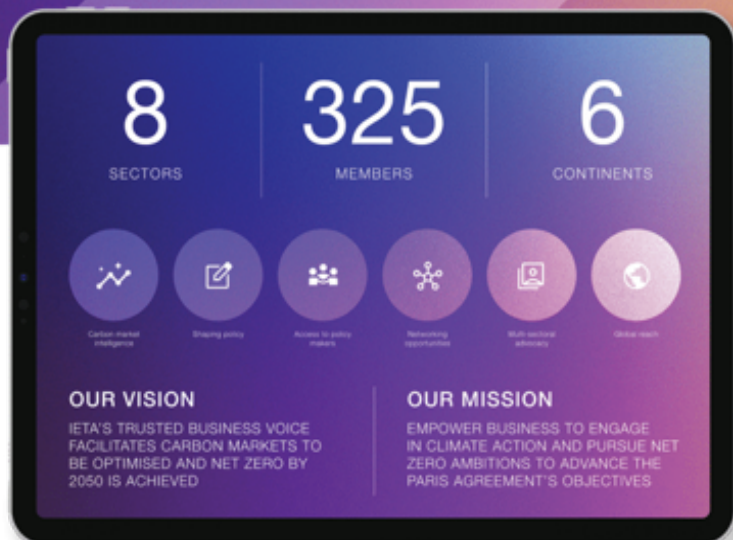 8
SECTORS
325
MEMBERS
6
CONTINENTS
Carbon market
intelligence
Shaping policy
Access to policy
makers
Networking
opportunities
Multi-sectoral
advocacy
Global reach
OUR VISION
IETA'S TRUSTED BUSINESS VOICE
FACILITATES CARBON MARKETS TO
BE OPTIMISED AND NET ZERO BY
2050 IS ACHIEVED
OUR MISSION
EMPOWER BUSINESS TO ENGAGE
IN CLIMATE ACTION AND PURSUE NET
ZERO AMBITIONS TO ADVANCE THE
PARIS AGREEMENT'S OBJECTIVES